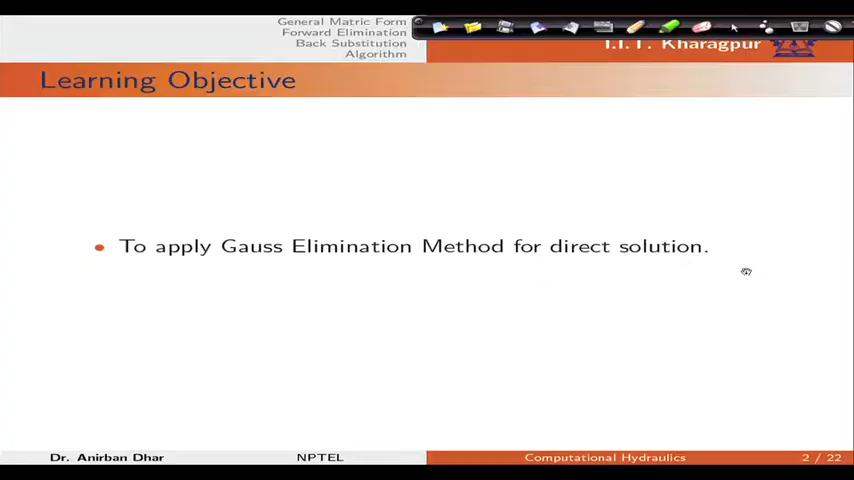 General Matric Form
Forward Elimination
Back Substitution
Algorithm
I.I.T. Kharagpur
Learning Objective
• To apply Gauss Elimination Method for direct solution.
Dr. Anirban Dhar NPTEL Computational Hydraulics 2 / 22